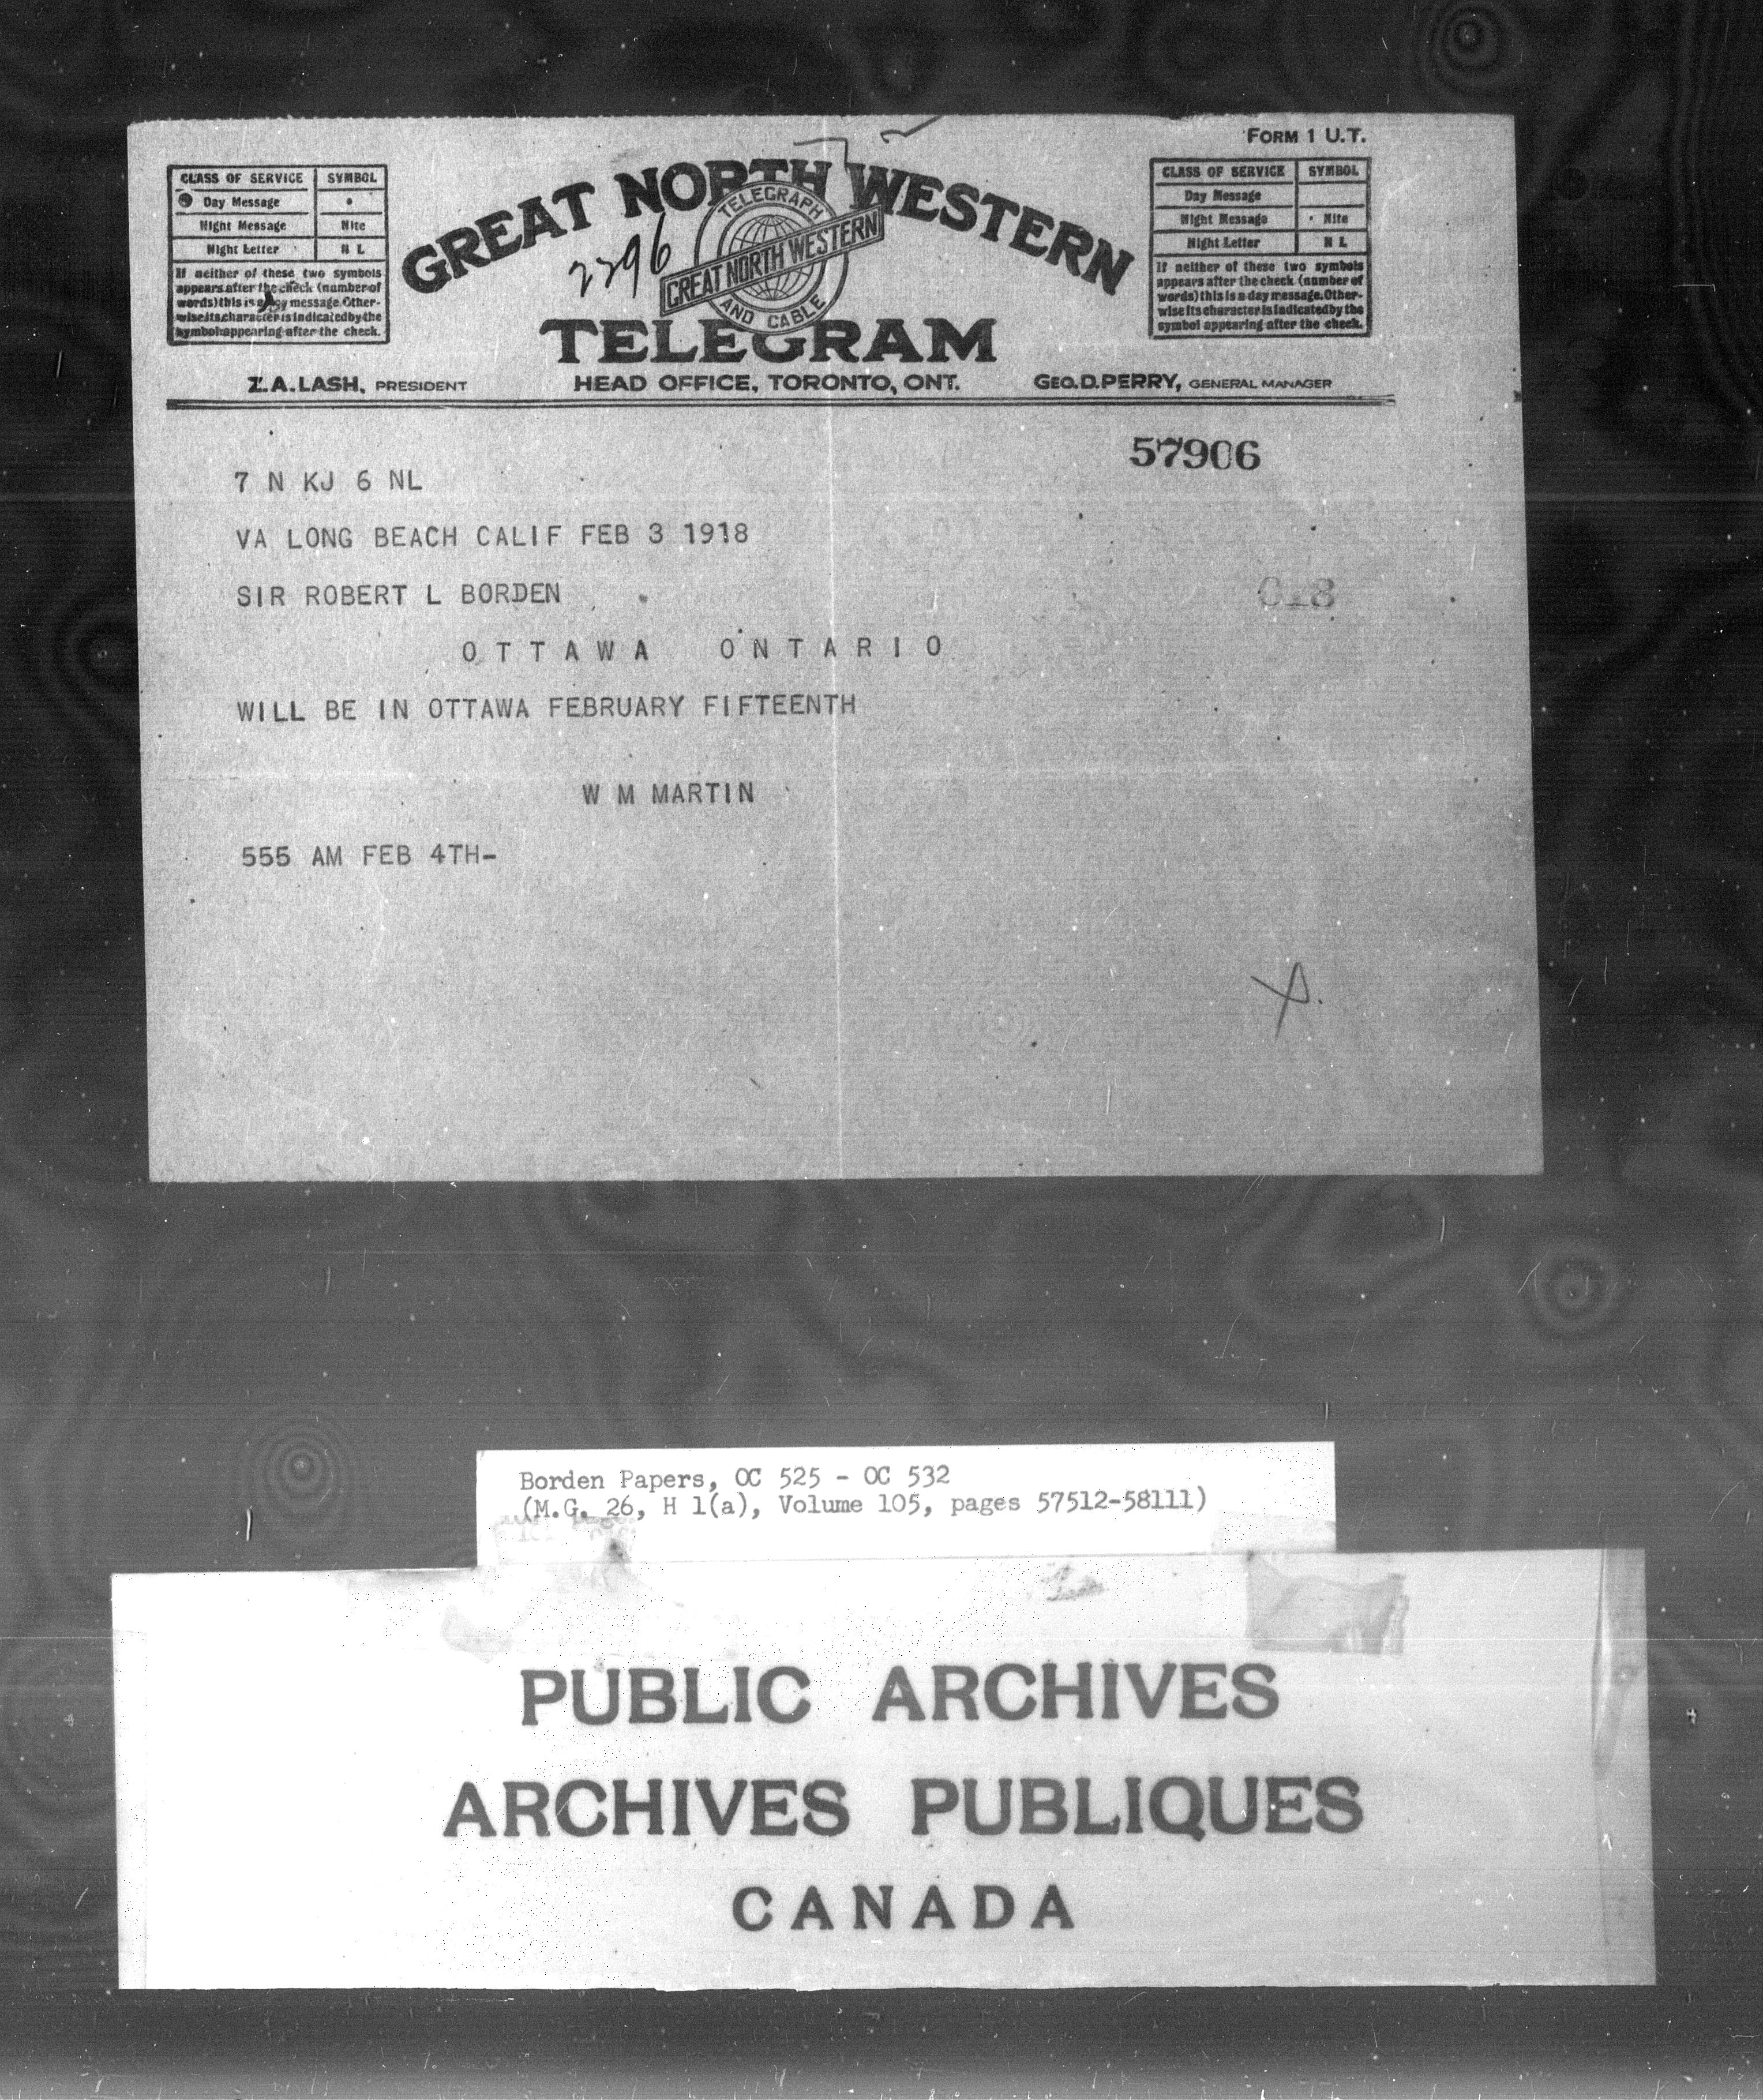 FORM 1 U.T.
CLASS OF SERVICE SYMBOL
Day Message
Night Message Nite
Night Letter N L
If neither of these two symbols
appears after the check (number of
words) this is a day message. Other-
wise its character is indicated by the
symbol appearing after the check.
GREAT NORTH WESTERN
2296
TELEGRAPH
GREAT NORTH WESTERN
AND CABLE
TELEGRAM
CLASS OF SERVICE SYMBOL
Day Message
Night Message Nite
Night Letter N L
If neither of these two symbols
appears after the check (number of
words) this is a day message. Other-
wise its character is indicated by the
symbol appearing after the check.
Z.A. LASH, PRESIDENT HEAD OFFICE, TORONTO, ONT. GEO. D. PERRY, GENERAL MANAGER
57906
7 N KJ 6 NL
VA LONG BEACH CALIF FEB 3 1918
SIR ROBERT L BORDEN
018
OTTAWA ONTARIO
WILL BE IN OTTAWA FEBRUARY FIFTEENTH
W M MARTIN
555 AM FEB 4TH-
Borden Papers, OC 525 - OC 532
(M.G. 26, H 1(a), Volume 105, pages 57512-58111)
PUBLIC ARCHIVES
ARCHIVES PUBLIQUES
CANADA